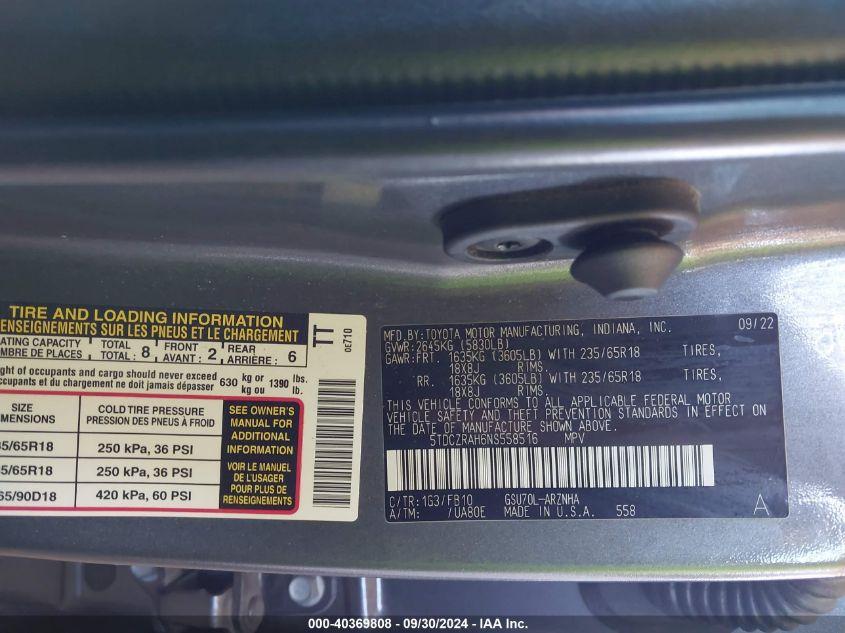 TIRE AND LOADING INFORMATION
RENSEIGNEMENTS SUR LES PNEUS ET LE CHARGEMENT
SEATING CAPACITY TOTAL : 8 FRONT AVANT : 2 REAR ARRIÈRE : 6
NOMBRE DE PLACES
ght of occupants and cargo should never exceed 630 kg or 1390 lbs.
occupants et du chargement ne doit jamais dépasser kg ou lb.
SIZE
COLD TIRE PRESSURE
MENSIONS
PRESSION DES PNEUS À FROID
5/65R18 250 kPa, 36 PSI
5/65R18 250 kPa, 36 PSI
65/90D18 420 kPa, 60 PSI
SEE OWNER'S
MANUAL FOR
ADDITIONAL
INFORMATION
VOIR LE MANUEL
DE L'USAGER
POUR PLUS DE
RENSEIGNEMENTS
TT
0E710
MFD. BY: TOYOTA MOTOR MANUFACTURING, INDIANA, INC. 09/22
GVWR: 2645KG (5830LB)
GAWR: FRT. 1635KG (3605LB) WITH 235/65R18 TIRES,
18X8J RIMS.
RR. 1635KG (3605LB) WITH 235/65R18 TIRES,
18X8J RIMS.
THIS VEHICLE CONFORMS TO ALL APPLICABLE FEDERAL MOTOR
VEHICLE SAFETY AND THEFT PREVENTION STANDARDS IN EFFECT ON
THE DATE OF MANUFACTURE SHOWN ABOVE.
5TDCZRAH6NS558516 MPV
C/TR: 1G3/FB10 GSU70L-ARZNHA
A/TM: /UA80E MADE IN U.S.A. 558 A
000-40369808 - 09/30/2024 - IAA Inc.